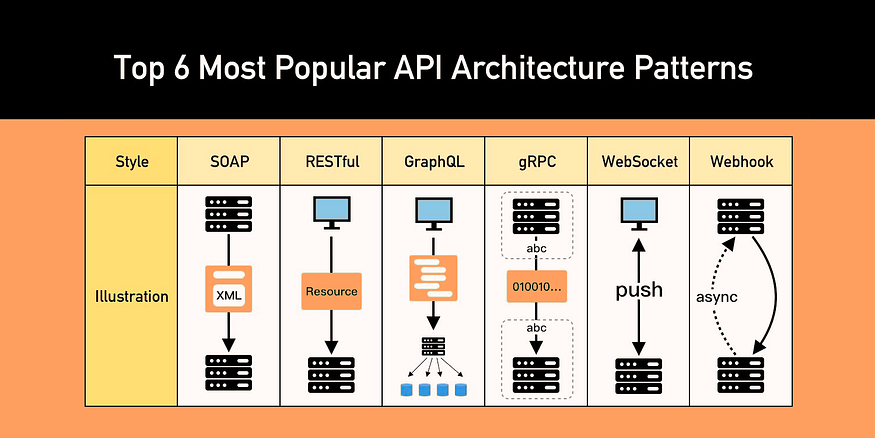 Top 6 Most Popular API Architecture Patterns
Style
SOAP
RESTful
GraphQL
gRPC
WebSocket
Webhook
Illustration
XML
Resource
abc
010010...
abc
push
async